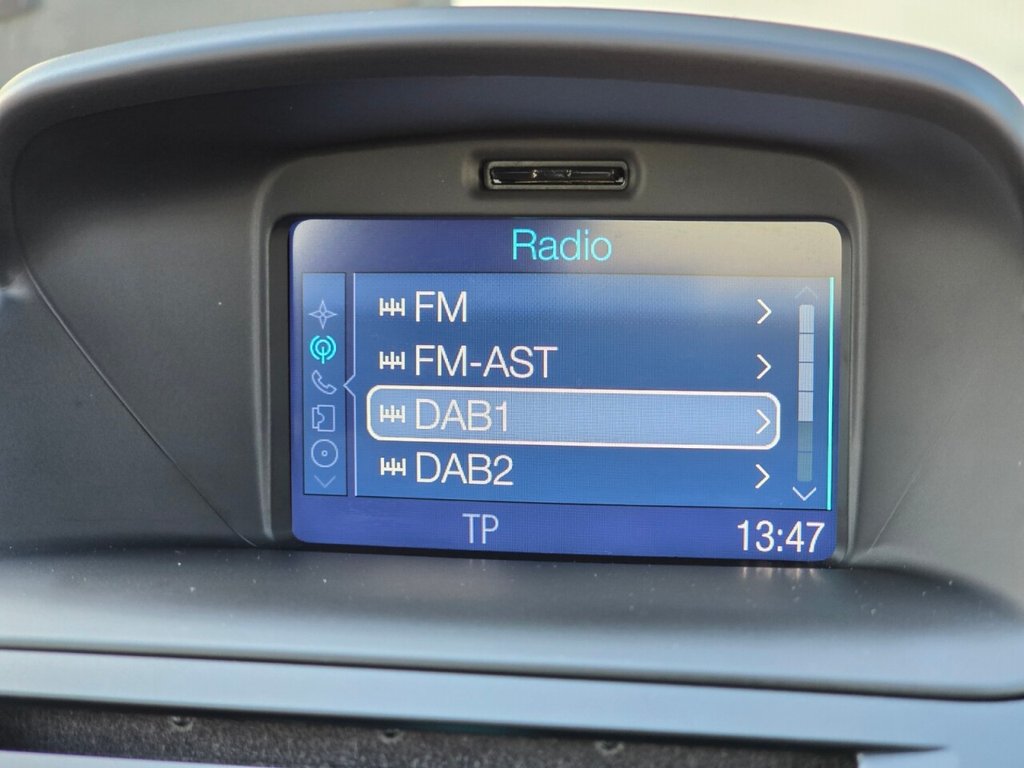 Radio
FM
FM-AST
DAB1
DAB2
TP 13:47